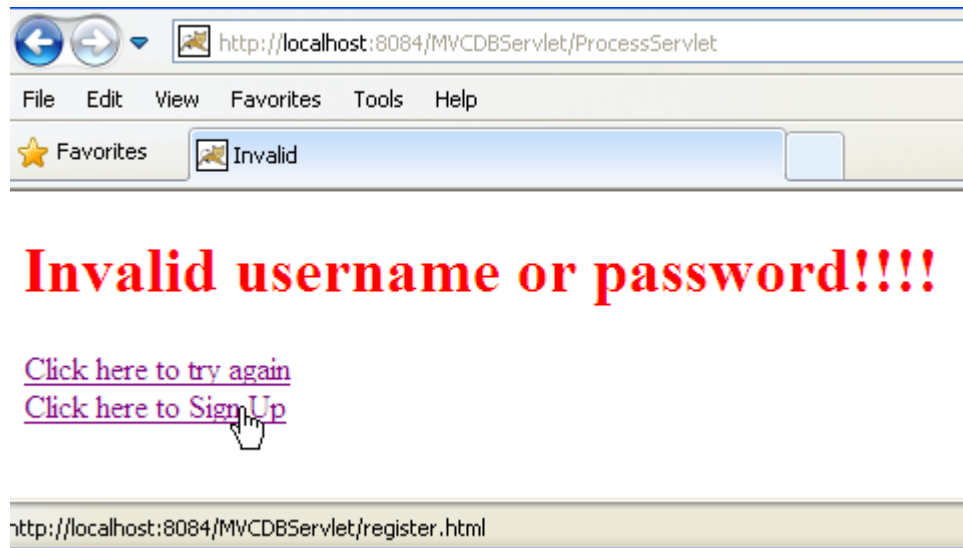 http://localhost:8084/MVCDBServlet/ProcessServlet
File Edit View Favorites Tools Help
Favorites Invalid
Invalid username or password!!!!
Click here to try again
Click here to Sign Up
http://localhost:8084/MVCDBServlet/register.html